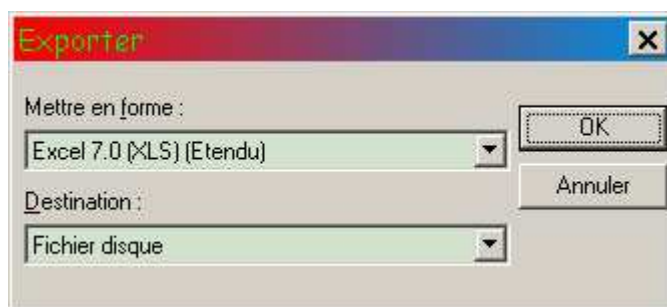 Exporter
Mettre en forme :
Excel 7.0 (XLS) (Etendu)
OK
Annuler
Destination :
Fichier disque